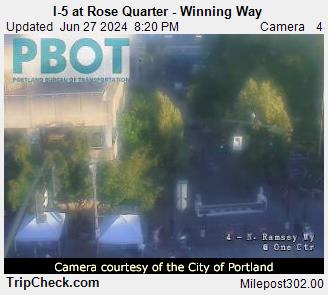 I-5 at Rose Quarter - Winning Way
Updated Jun 27 2024 8:20 PM Camera 4
PBOT
PORTLAND BUREAU OF TRANSPORTATION
4 - N. Ramsey Wy
@ One Ctr
Camera courtesy of the City of Portland
TripCheck.com Milepost302.00